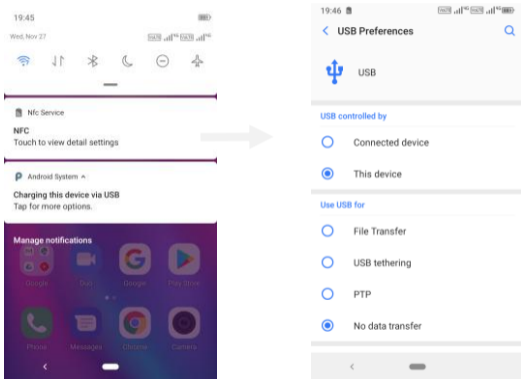 19:45
Wed, Nov 27
Nfc Service
NFC
Touch to view detail settings
Android System
Charging this device via USB
Tap for more options.
Manage notifications
Google
Duo
Google
Play Store
Phone
Messages
Chrome
Camera
19:46
USB Preferences
USB
USB controlled by
Connected device
This device
Use USB for
File Transfer
USB tethering
PTP
No data transfer